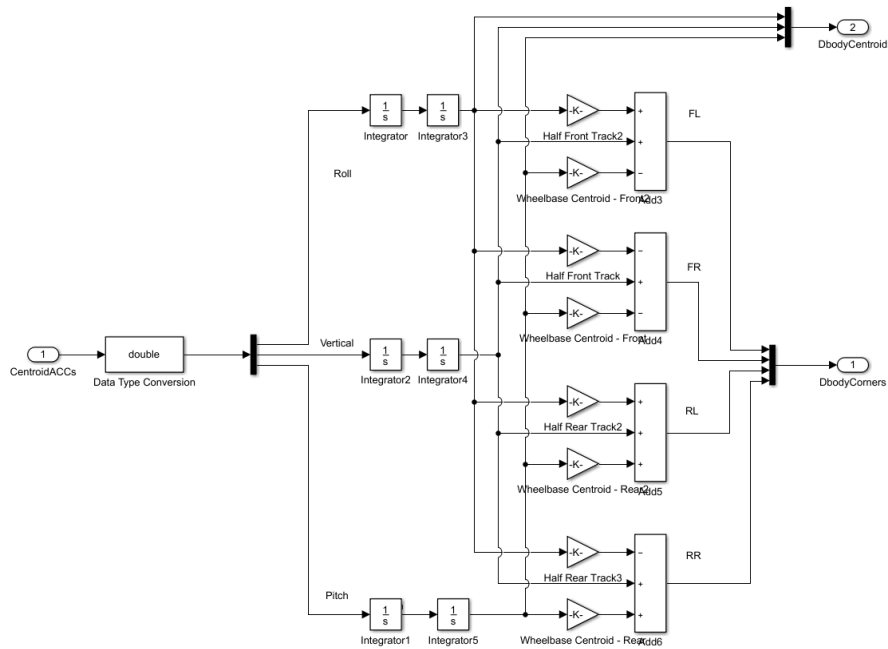 2
DbodyCentroid
1
s
Integrator
1
s
Integrator3
-K-
Half Front Track2
-K-
Wheelbase Centroid - Front2
+
+
−
Add3
FL
Roll
-K-
Half Front Track
-K-
Wheelbase Centroid - Front
−
+
−
Add4
FR
1
CentroidACCs
double
Data Type Conversion
Vertical
1
s
Integrator2
1
s
Integrator4
1
DbodyCorners
-K-
Half Rear Track2
-K-
Wheelbase Centroid - Rear2
+
+
+
Add5
RL
-K-
Half Rear Track3
-K-
Wheelbase Centroid - Rear
−
+
+
Add6
RR
Pitch
1
s
Integrator1
1
s
Integrator5